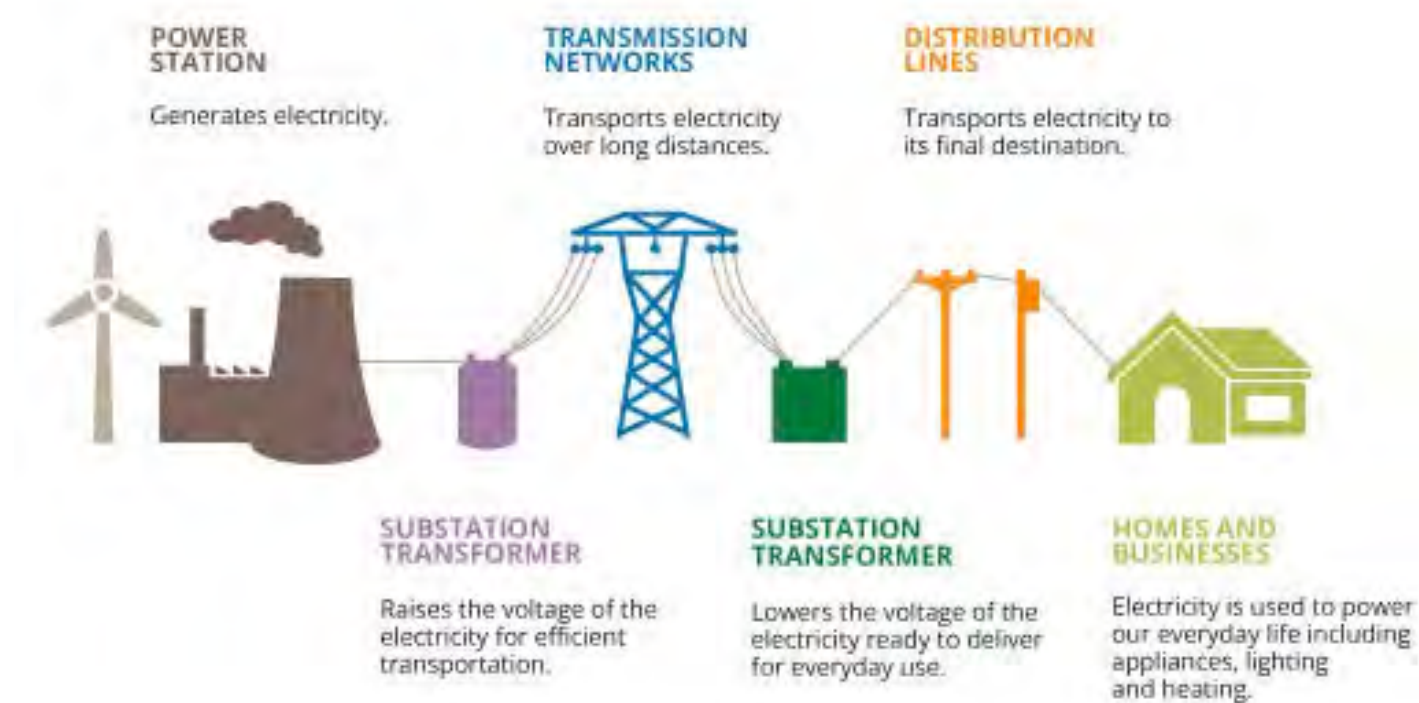 POWER
STATION
Generates electricity.
TRANSMISSION
NETWORKS
Transports electricity
over long distances.
DISTRIBUTION
LINES
Transports electricity to
its final destination.
SUBSTATION
TRANSFORMER
Raises the voltage of the
electricity for efficient
transportation.
SUBSTATION
TRANSFORMER
Lowers the voltage of the
electricity ready to deliver
for everyday use.
HOMES AND
BUSINESSES
Electricity is used to power
our everyday life including
appliances, lighting
and heating.